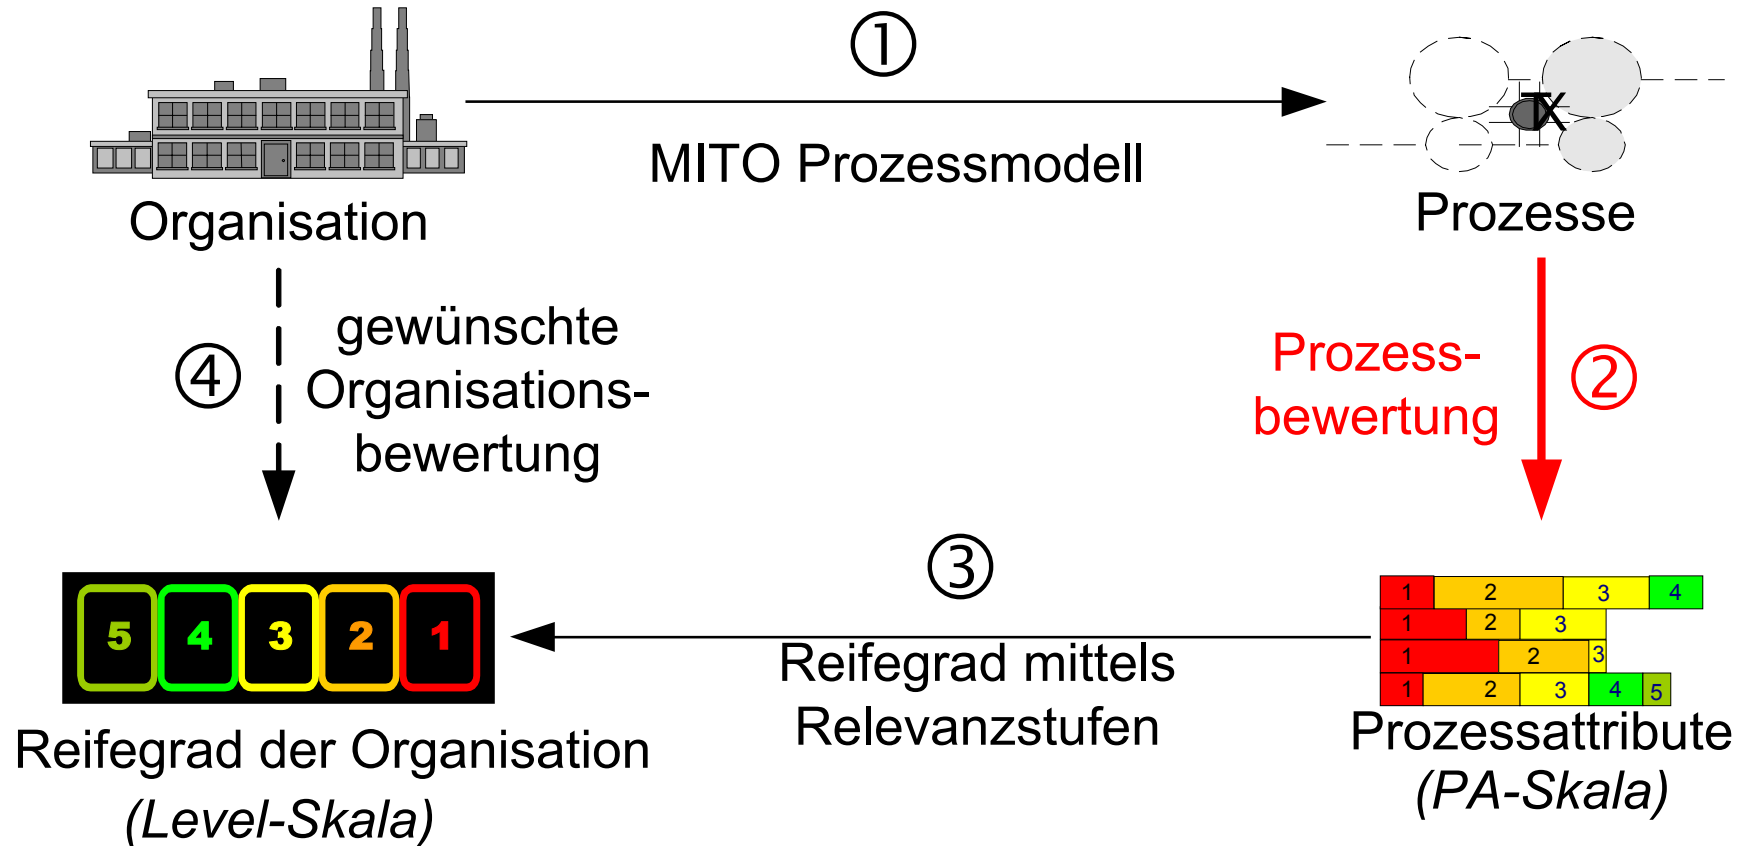 ①
TX
MITO Prozessmodell
Organisation
Prozesse
④
gewünschte
Organisations-
bewertung
Prozess-
bewertung
②
③
5 4 3 2 1
Reifegrad mittels
Relevanzstufen
1 2 3 4
1 2 3
1 2 3
1 2 3 4 5
Reifegrad der Organisation
(Level-Skala)
Prozessattribute
(PA-Skala)